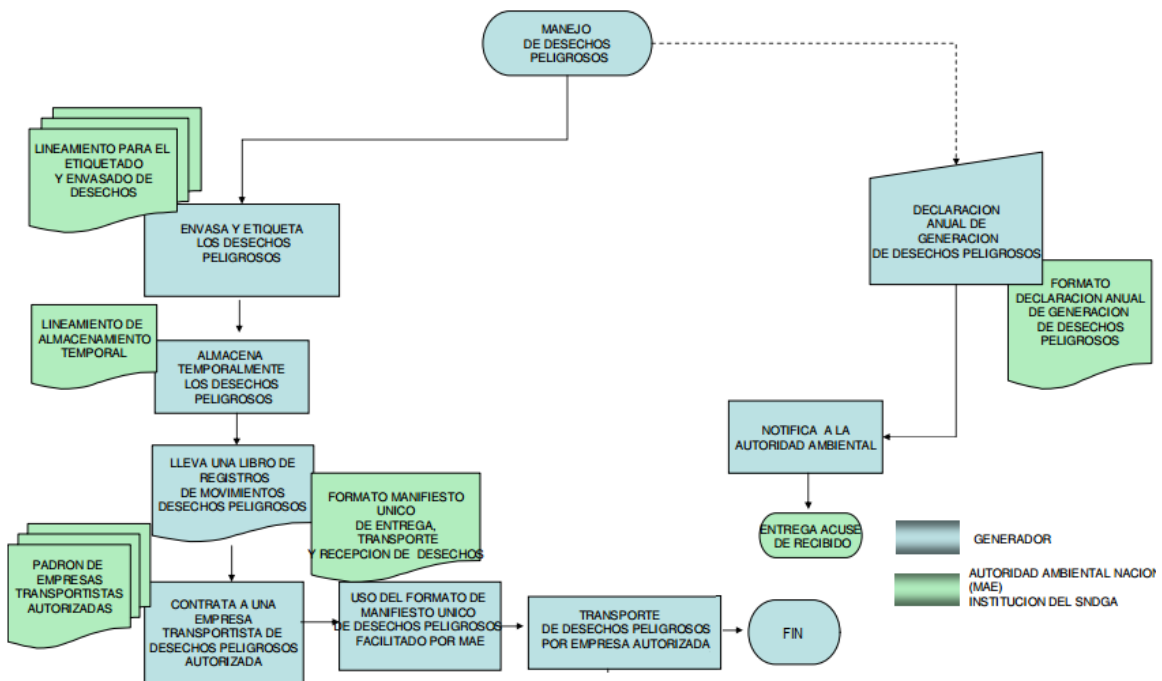 MANEJO
DE DESECHOS
PELIGROSOS
LINEAMIENTO PARA EL
ETIQUETADO
Y ENVASADO DE
DESECHOS
ENVASA Y ETIQUETA
LOS DESECHOS
PELIGROSOS
DECLARACION
ANUAL DE
GENERACION
DE DESECHOS PELIGROSOS
FORMATO
DECLARACION ANUAL
DE GENERACION
DE DESECHOS
PELIGROSOS
LINEAMIENTO DE
ALMACENAMIENTO
TEMPORAL
ALMACENA
TEMPORALMENTE
LOS DESECHOS
PELIGROSOS
NOTIFICA A LA
AUTORIDAD AMBIENTAL
LLEVA UNA LIBRO DE
REGISTROS
DE MOVIMIENTOS
DESECHOS PELIGROSOS
FORMATO MANIFIESTO
UNICO
DE ENTREGA,
TRANSPORTE
Y RECEPCION DE DESECHOS
ENTREGA ACUSE
DE RECIBIDO
GENERADOR
AUTORIDAD AMBIENTAL NACION
(MAE)
INSTITUCION DEL SNDGA
PADRON DE
EMPRESAS
TRANSPORTISTAS
AUTORIZADAS
CONTRATA A UNA
EMPRESA
TRANSPORTISTA DE
DESECHOS PELIGROSOS
AUTORIZADA
USO DEL FORMATO DE
MANIFIESTO UNICO
DE DESECHOS PELIGROSOS
FACILITADO POR MAE
TRANSPORTE
DE DESECHOS PELIGROSOS
POR EMPRESA AUTORIZADA
FIN